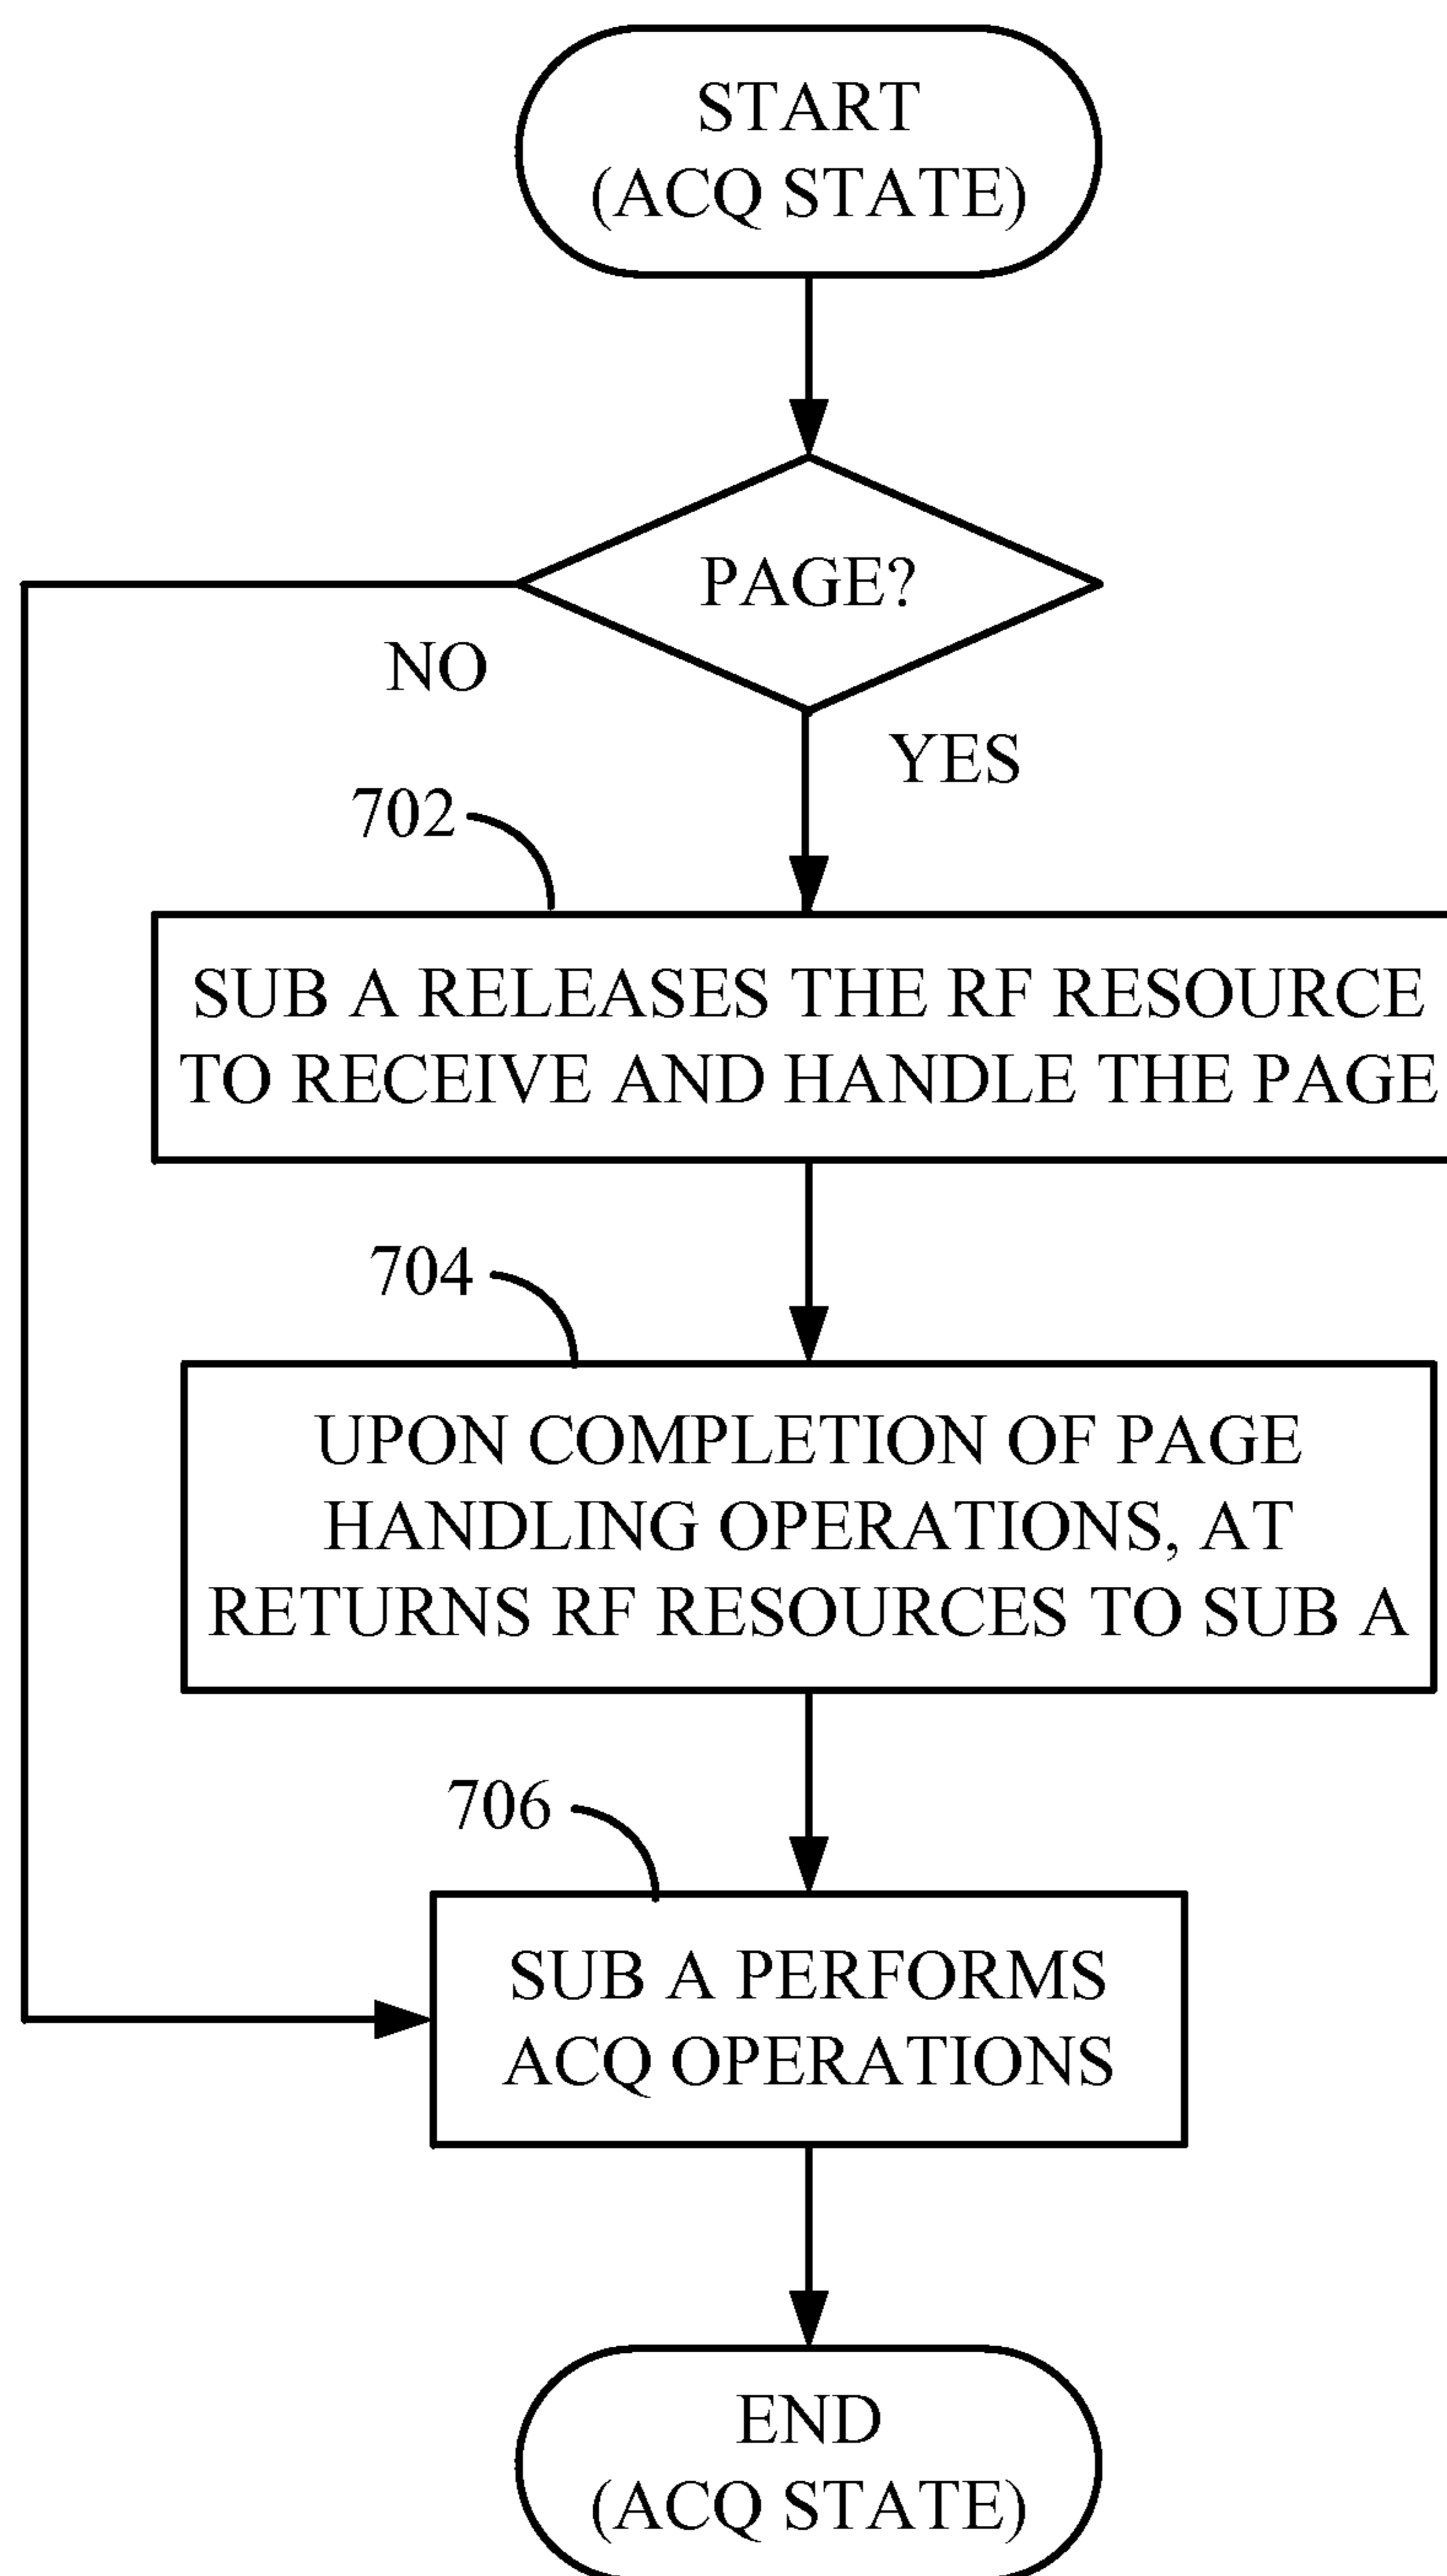 START
(ACQ STATE)
PAGE?
NO
YES
702
SUB A RELEASES THE RF RESOURCE
TO RECEIVE AND HANDLE THE PAGE
704
UPON COMPLETION OF PAGE
HANDLING OPERATIONS, AT
RETURNS RF RESOURCES TO SUB A
706
SUB A PERFORMS
ACQ OPERATIONS
END
(ACQ STATE)